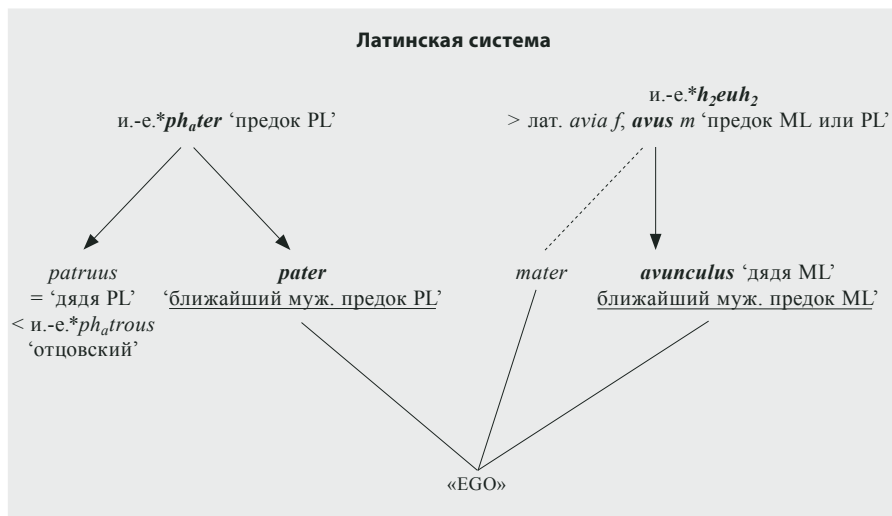 Латинская система
и.-е.*phₐter ‘предок PL’
и.-е.*h₂euh₂
> лат. avia f, avus m ‘предок ML или PL’
patruus
= ‘дядя PL’
< и.-е.*phₐtrous
‘отцовский’
pater
‘ближайший муж. предок PL’
mater
avunculus ‘дядя ML’
ближайший муж. предок ML’
«EGO»